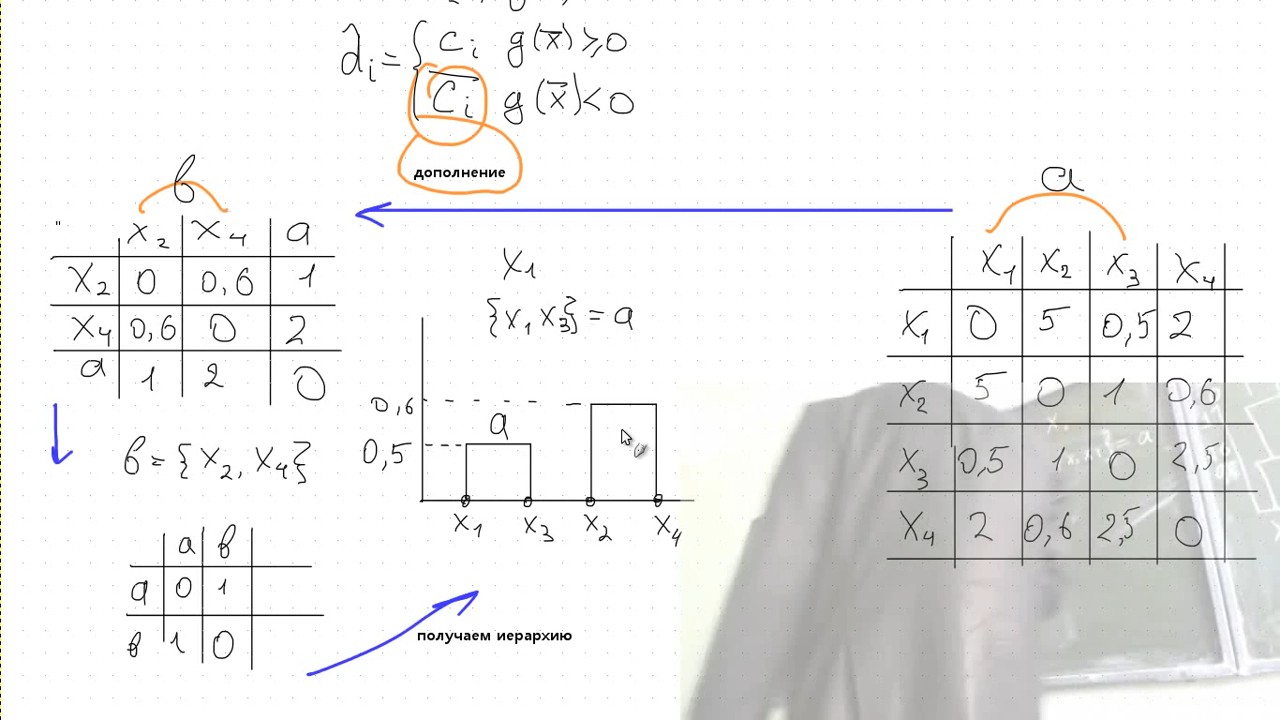 λi = { Ci g(x̅) ≥ 0
C̅i g(x̅) < 0
дополнение
в
а
x2 x4 a
x2 0 0,6 1
x4 0,6 0 2
a 1 2 0
x1
{x1 x3} = a
x1 x2 x3 x4
x1 0 5 0,5 2
x2 5 0 1 0,6
x3 0,5 1 0 2,5
x4 2 0,6 2,5 0
0,6
a
0,5
x1 x3 x2 x4
в = {x2, x4}
a в
a 0 1
в 1 0
получаем иерархию